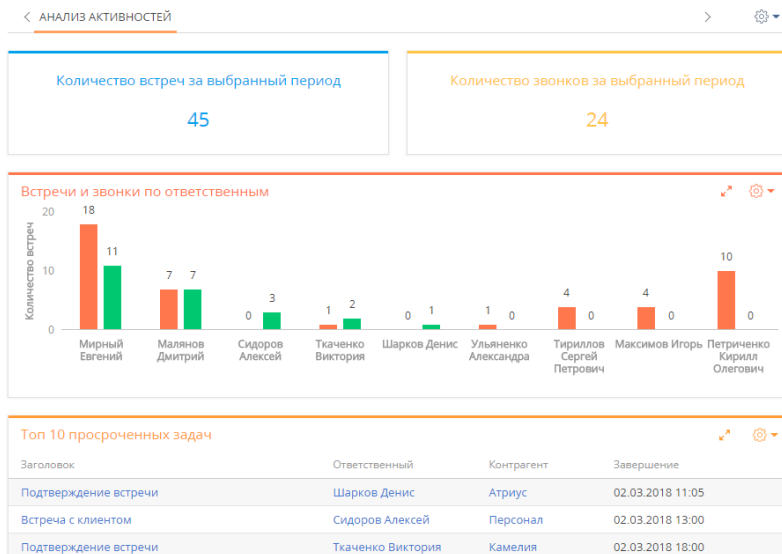 АНАЛИЗ АКТИВНОСТЕЙ
Количество встреч за выбранный период
45
Количество звонков за выбранный период
24
Встречи и звонки по ответственным
Количество встреч
20
10
0
18 11
7 7
0 3
1 2
0 1
1 0
4 0
4 0
10 0
Мирный
Евгений
Малянов
Дмитрий
Сидоров
Алексей
Ткаченко
Виктория
Шарков Денис
Ульяненко
Александра
Тириллов
Сергей
Петрович
Максимов Игорь
Петриченко
Кирилл
Олегович
Топ 10 просроченных задач
Заголовок Ответственный Контрагент Завершение
Подтверждение встречи Шарков Денис Атриус 02.03.2018 11:05
Встреча с клиентом Сидоров Алексей Персонал 02.03.2018 13:00
Подтверждение встречи Ткаченко Виктория Камелия 02.03.2018 18:00